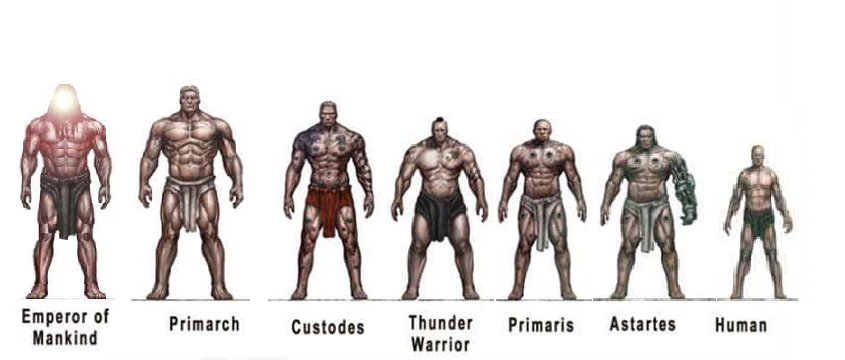 Emperor of
Mankind
Primarch
Custodes
Thunder
Warrior
Primaris
Astartes
Human